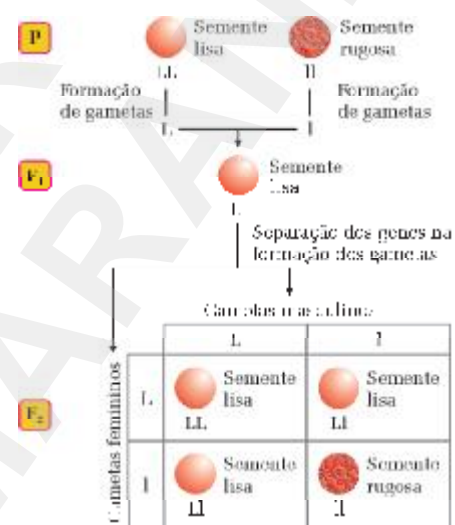 P
Semente
lisa
LL
Semente
rugosa
ll
Formação
de gametas
Formação
de gametas
L
l
F₁
Semente
lisa
Separação dos genes na
formação dos gametas
Gametas masculinos
L
l
Gametas femininos
F₂
L
Semente
lisa
LL
Semente
lisa
Ll
l
Semente
lisa
Ll
Semente
rugosa
ll